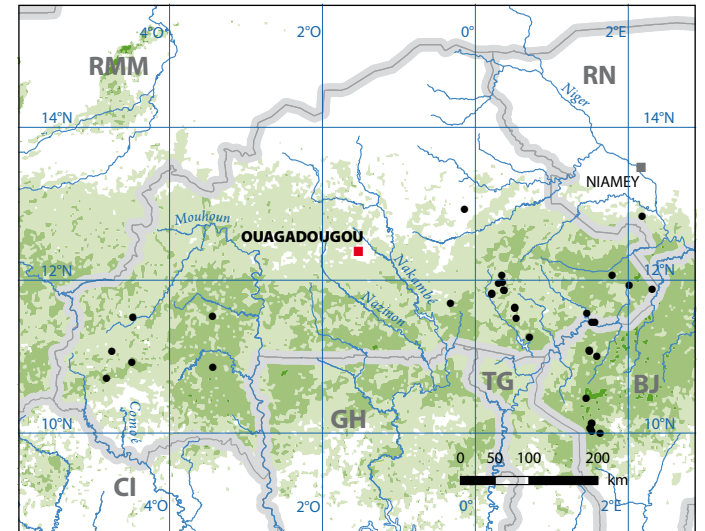 4°O
2°O
0°
2°E
RMM
RN
Niger
14°N
14°N
NIAMEY
Mouhoun
OUAGADOUGOU
Nakambé
12°N
12°N
Nazinon
TG
BJ
GH
Comoé
10°N
10°N
0 50 100 200
km
CI
4°O
2°O
0°
2°E